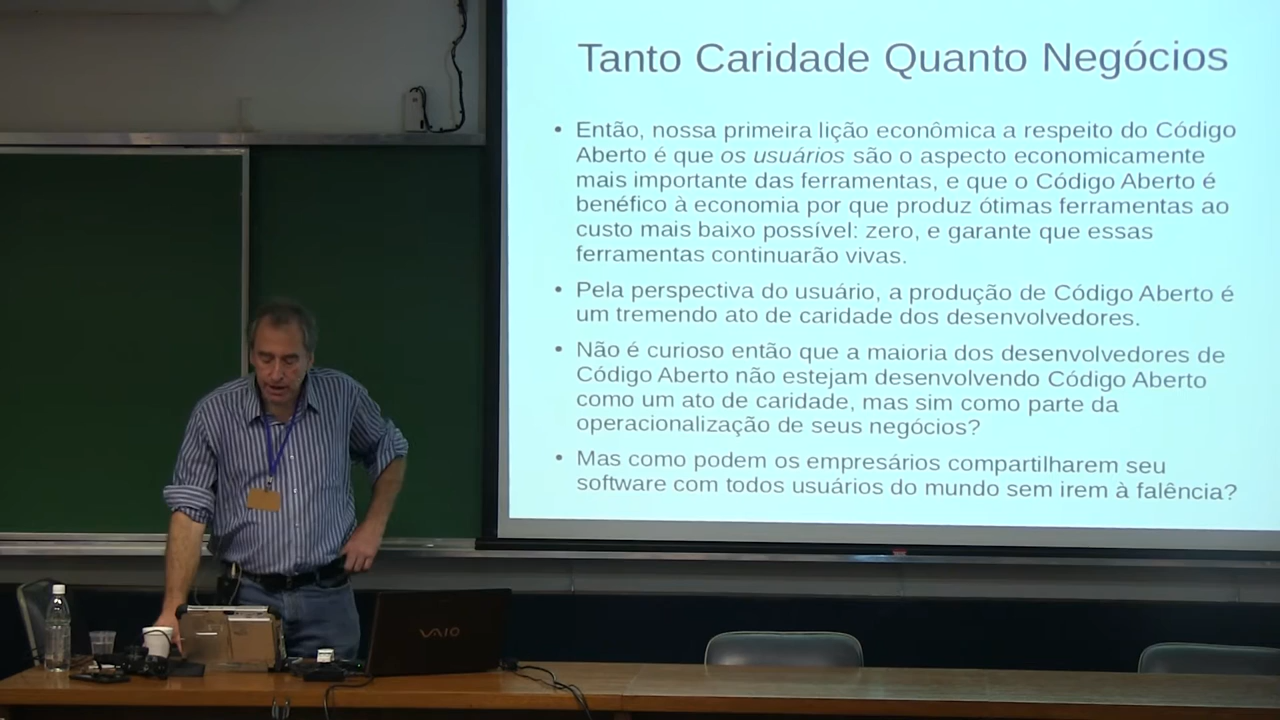 Tanto Caridade Quanto Negócios
• Então, nossa primeira lição econômica a respeito do Código
Aberto é que os usuários são o aspecto economicamente
mais importante das ferramentas, e que o Código Aberto é
benéfico à economia por que produz ótimas ferramentas ao
custo mais baixo possível: zero, e garante que essas
ferramentas continuarão vivas.
• Pela perspectiva do usuário, a produção de Código Aberto é
um tremendo ato de caridade dos desenvolvedores.
• Não é curioso então que a maioria dos desenvolvedores de
Código Aberto não estejam desenvolvendo Código Aberto
como um ato de caridade, mas sim como parte da
operacionalização de seus negócios?
• Mas como podem os empresários compartilharem seu
software com todos usuários do mundo sem irem à falência?
VAIO